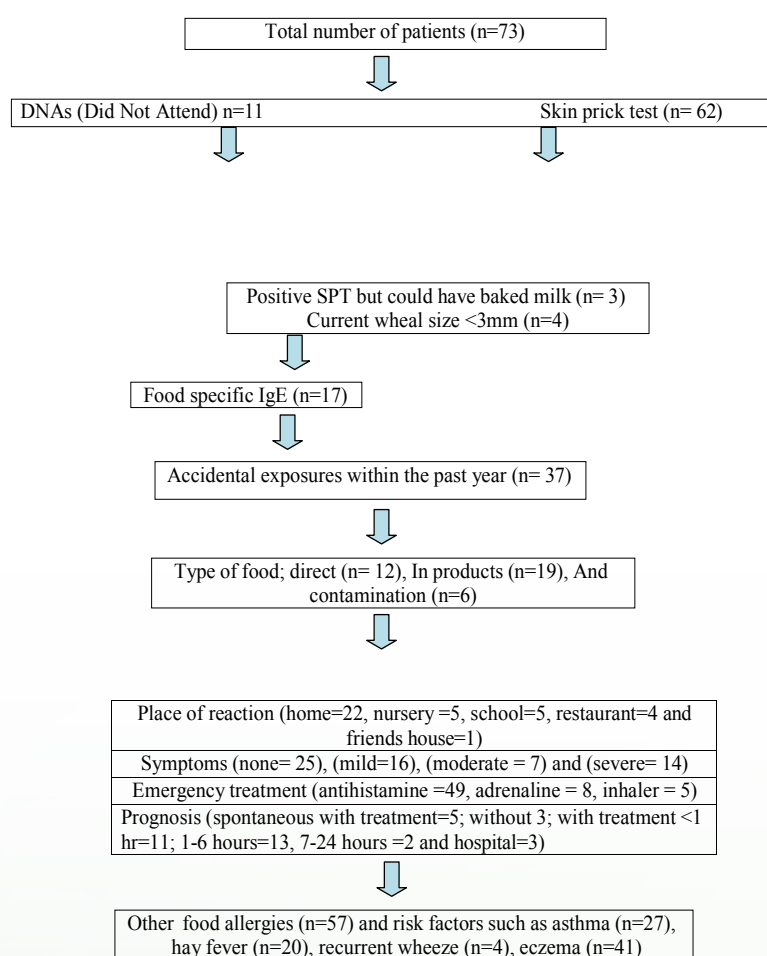 Total number of patients (n=73)
DNAs (Did Not Attend) n=11 Skin prick test (n= 62)
Positive SPT but could have baked milk (n= 3)
Current wheal size <3mm (n=4)
Food specific IgE (n=17)
Accidental exposures within the past year (n= 37)
Type of food; direct (n= 12), In products (n=19), And
contamination (n=6)
Place of reaction (home=22, nursery =5, school=5, restaurant=4 and
friends house=1)
Symptoms (none= 25), (mild=16), (moderate = 7) and (severe= 14)
Emergency treatment (antihistamine =49, adrenaline = 8, inhaler = 5)
Prognosis (spontaneous with treatment=5; without 3; with treatment <1
hr=11; 1-6 hours=13, 7-24 hours =2 and hospital=3)
Other food allergies (n=57) and risk factors such as asthma (n=27),
hay fever (n=20), recurrent wheeze (n=4), eczema (n=41)